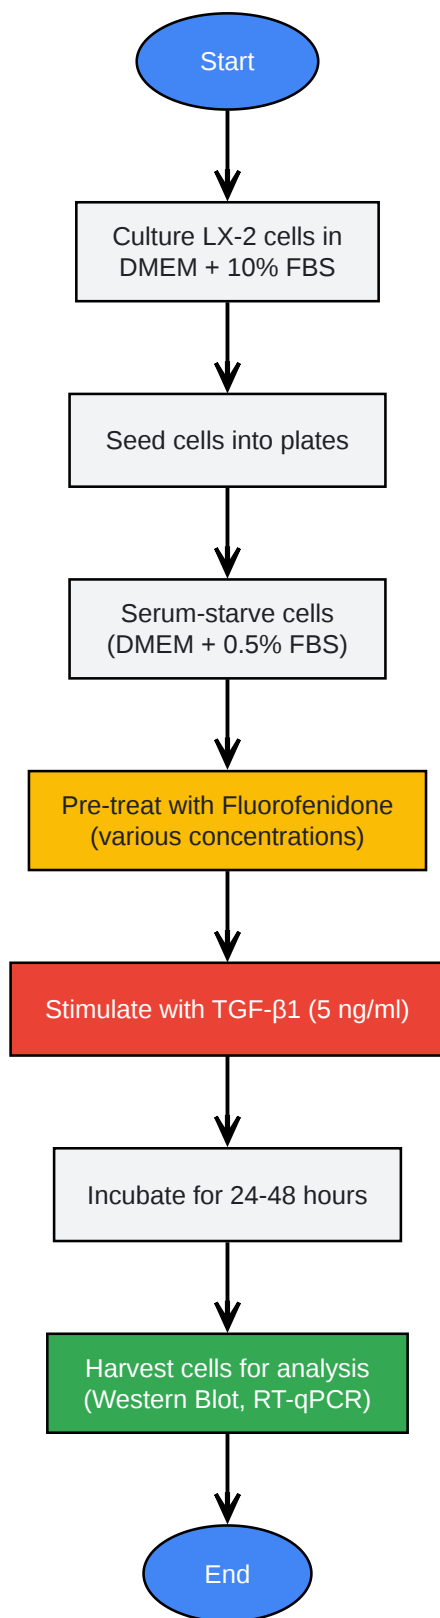 Start
Culture LX-2 cells in
DMEM + 10% FBS
Seed cells into plates
Serum-starve cells
(DMEM + 0.5% FBS)
Pre-treat with Fluorofenidone
(various concentrations)
Stimulate with TGF-β1 (5 ng/ml)
Incubate for 24-48 hours
Harvest cells for analysis
(Western Blot, RT-qPCR)
End